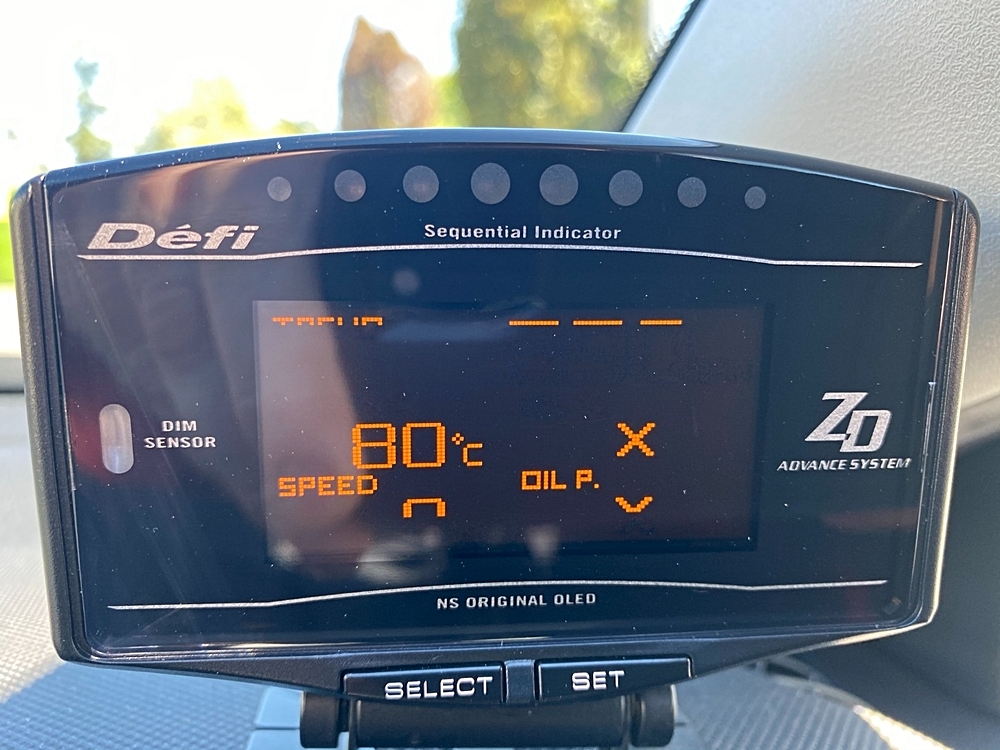 Défi
Sequential Indicator
DIM
SENSOR
80°C
X
SPEED
OIL P.
ZD
ADVANCE SYSTEM
NS ORIGINAL OLED
SELECT
SET